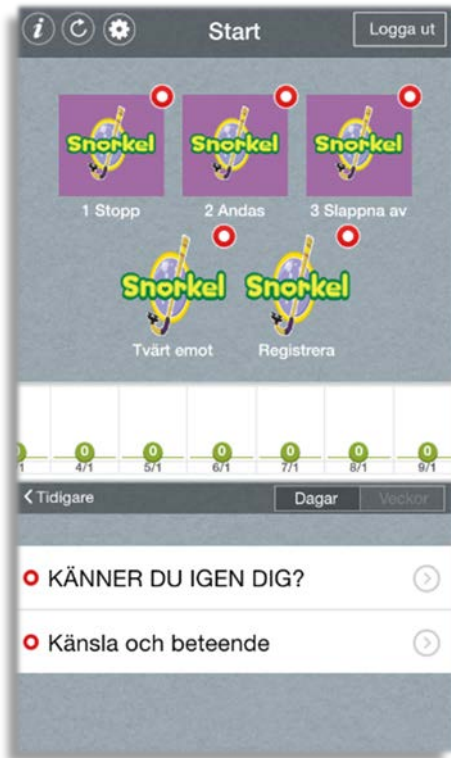 Start
Logga ut
Snorkel
Snorkel
Snorkel
1 Stopp
2 Andas
3 Slappna av
Snorkel
Snorkel
Tvärt emot
Registrera
0
0
0
0
0
0
4/1
5/1
6/1
7/1
8/1
9/1
Tidigare
Dagar
Veckor
KÄNNER DU IGEN DIG?
Känsla och beteende